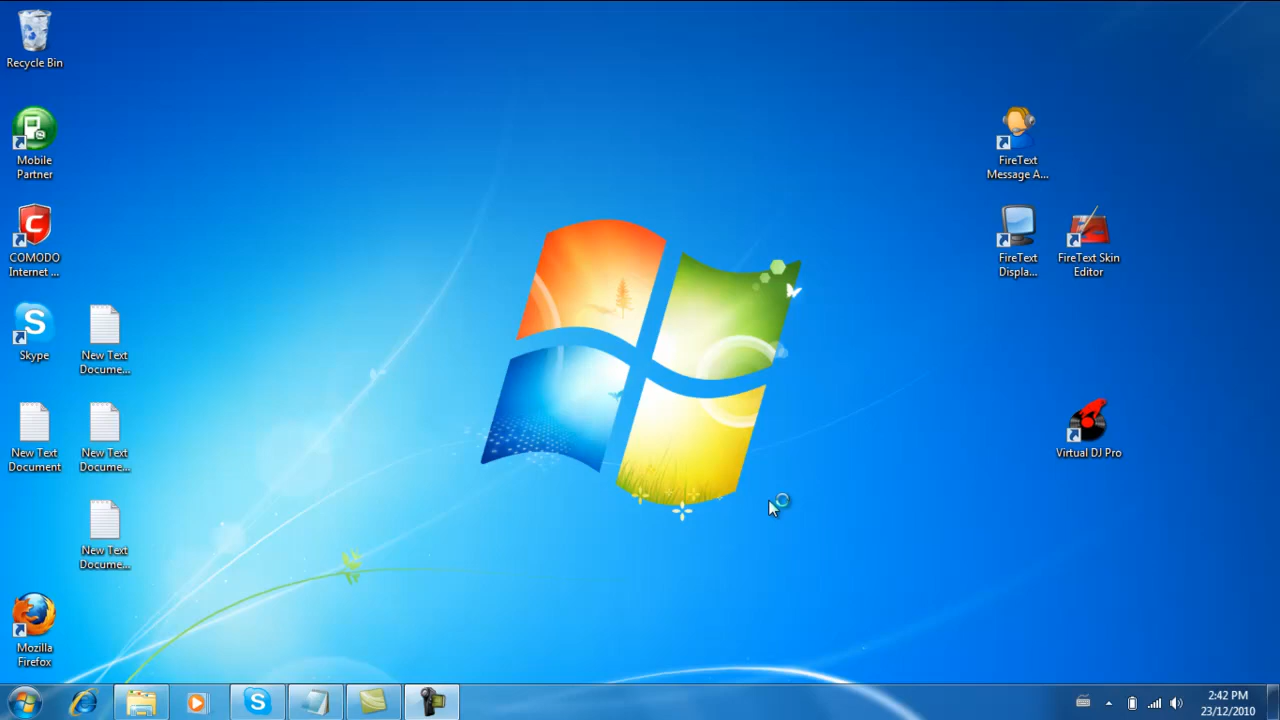 Recycle Bin
Mobile
Partner
COMODO
Internet ...
Skype
New Text
Docume...
New Text
Document
New Text
Docume...
New Text
Docume...
Mozilla
Firefox
FireText
Message A...
FireText
Displa...
FireText Skin
Editor
Virtual DJ Pro
2:42 PM
23/12/2010